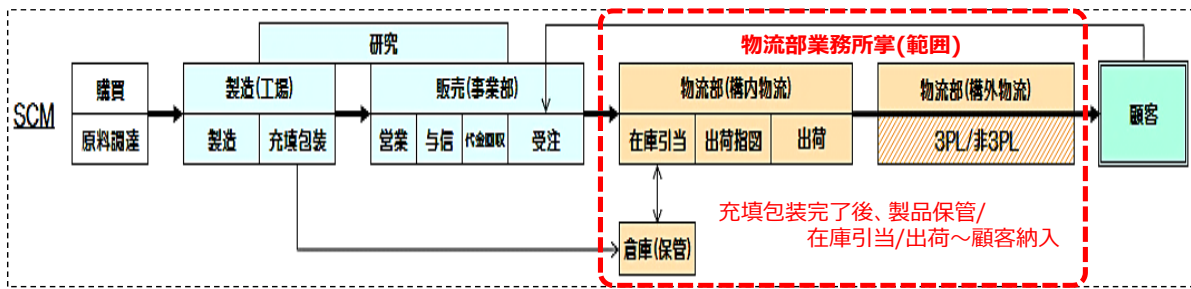 研究
物流部業務所掌(範囲)
購買
製造(工場)
販売(事業部)
物流部(構内物流)
物流部(構外物流)
顧客
SCM
原料調達
製造
充填包装
営業
与信
代金回収
受注
在庫引当
出荷指図
出荷
3PL/非3PL
充填包装完了後、製品保管/
在庫引当/出荷～顧客納入
倉庫(保管)